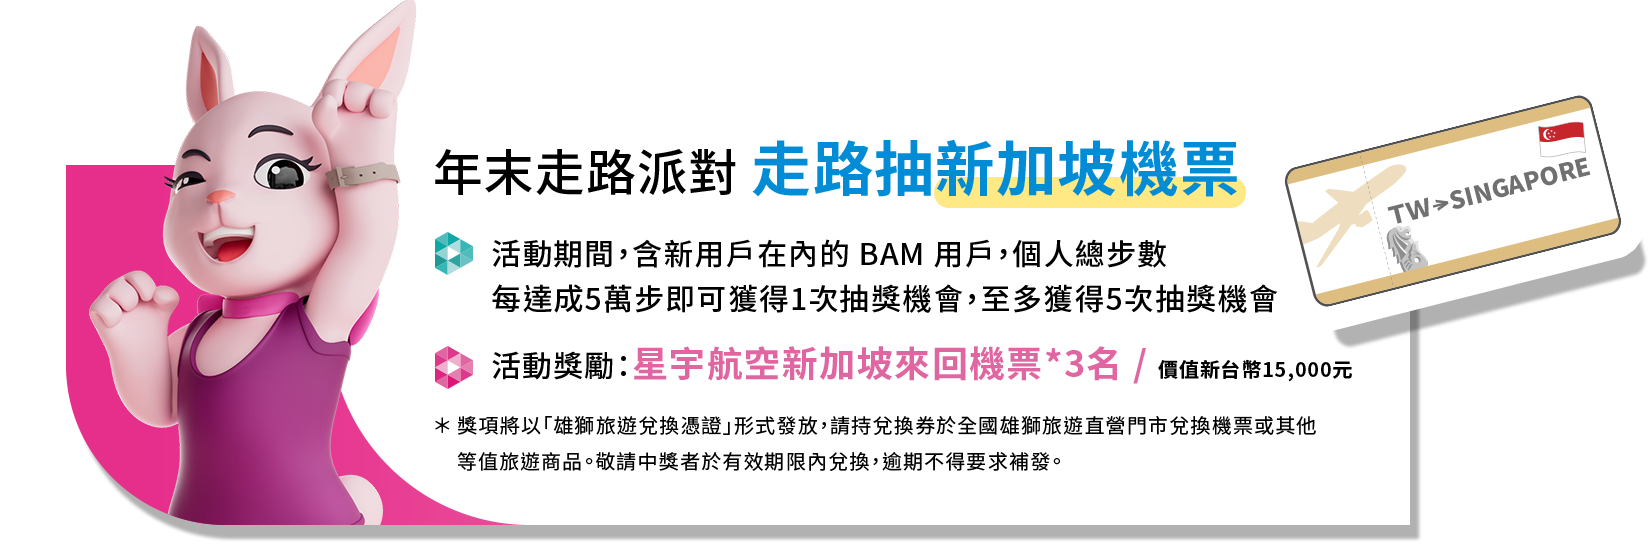 年末走路派對 走路抽新加坡機票
TW→SINGAPORE
活動期間，含新用戶在內的 BAM 用戶，個人總步數
每達成5萬步即可獲得1次抽獎機會，至多獲得5次抽獎機會
活動獎勵：星宇航空新加坡來回機票*3名 / 價值新台幣15,000元
＊獎項將以「雄獅旅遊兌換憑證」形式發放，請持兌換券於全國雄獅旅遊直營門市兌換機票或其他
等值旅遊商品。敬請中獎者於有效期限內兌換，逾期不得要求補發。